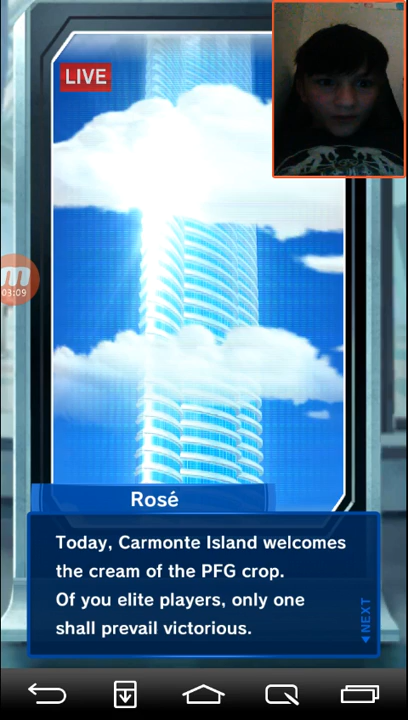 LIVE
03:09
Rosé
Today, Carmonte Island welcomes
the cream of the PFG crop.
Of you elite players, only one
shall prevail victorious.
NEXT